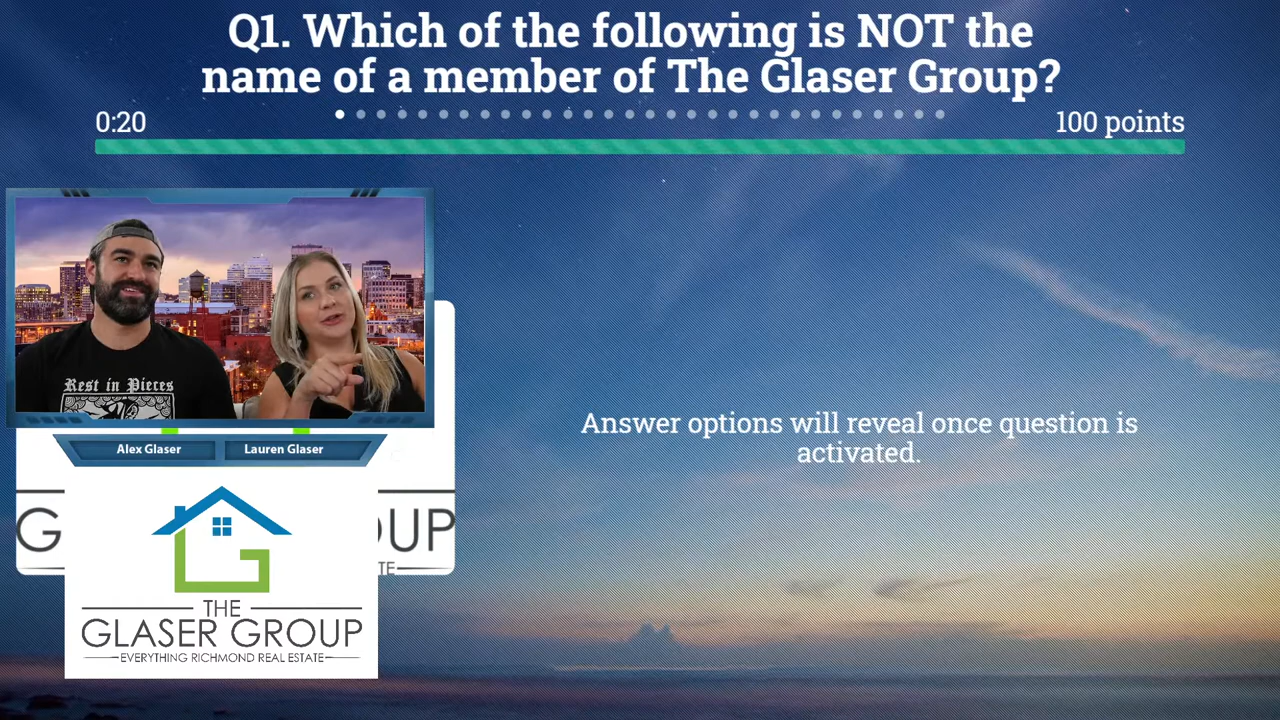 Q1. Which of the following is NOT the
name of a member of The Glaser Group?
0:20
100 points
Rest in Pieces
Answer options will reveal once question is
activated.
Alex Glaser
Lauren Glaser
G
UP
TE
THE
GLASER GROUP
EVERYTHING RICHMOND REAL ESTATE